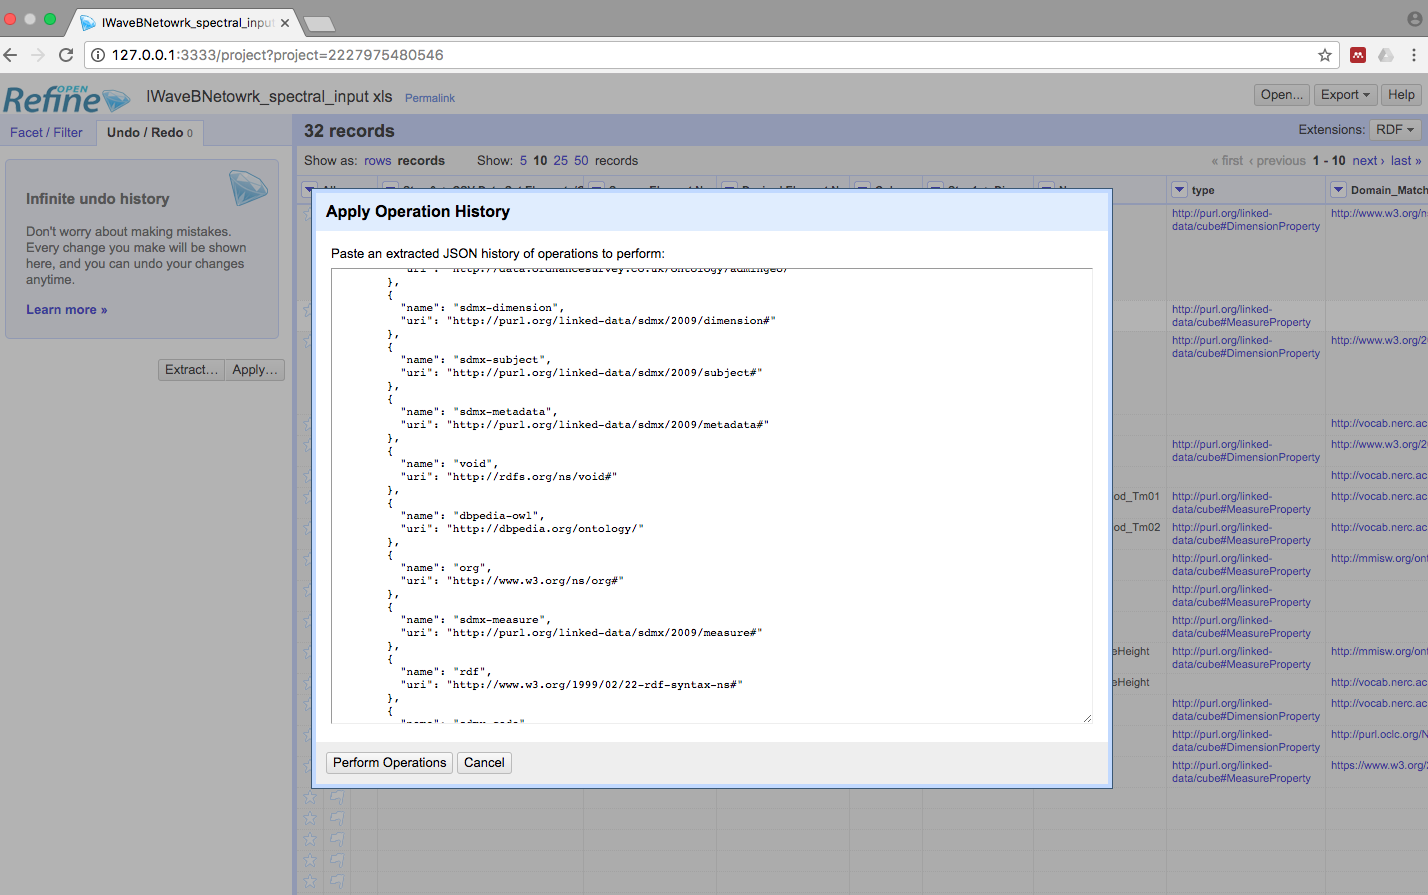 IWaveBNetowrk_spectral_input
127.0.0.1:3333/project?project=2227975480546
OPEN
Refine
IWaveBNetowrk_spectral_input xls
Permalink
Open...
Export
Help
Facet / Filter
Undo / Redo 0
32 records
Extensions:
RDF
Show as: rows records
Show: 5 10 25 50 records
« first ‹ previous 1 - 10 next › last »
type
Domain_Match
Infinite undo history
Don't worry about making mistakes.
Every change you make will be shown
here, and you can undo your changes
anytime.
Learn more »
Extract...
Apply...
Apply Operation History
Paste an extracted JSON history of operations to perform:
"uri": "http://data.ordnancesurvey.co.uk/ontology/admingeo/"
},
{
"name": "sdmx-dimension",
"uri": "http://purl.org/linked-data/sdmx/2009/dimension#"
},
{
"name": "sdmx-subject",
"uri": "http://purl.org/linked-data/sdmx/2009/subject#"
},
{
"name": "sdmx-metadata",
"uri": "http://purl.org/linked-data/sdmx/2009/metadata#"
},
{
"name": "void",
"uri": "http://rdfs.org/ns/void#"
},
{
"name": "dbpedia-owl",
"uri": "http://dbpedia.org/ontology/"
},
{
"name": "org",
"uri": "http://www.w3.org/ns/org#"
},
{
"name": "sdmx-measure",
"uri": "http://purl.org/linked-data/sdmx/2009/measure#"
},
{
"name": "rdf",
"uri": "http://www.w3.org/1999/02/22-rdf-syntax-ns#"
},
{
Perform Operations
Cancel
http://purl.org/linked-
data/cube#DimensionProperty
http://www.w3.org/n
http://purl.org/linked-
data/cube#MeasureProperty
http://purl.org/linked-
data/cube#DimensionProperty
http://www.w3.org/2
http://vocab.nerc.ac
http://purl.org/linked-
data/cube#DimensionProperty
http://www.w3.org/20
http://vocab.nerc.ac
od_Tm01
http://purl.org/linked-
data/cube#MeasureProperty
http://vocab.nerc.ac
od_Tm02
http://purl.org/linked-
data/cube#MeasureProperty
http://vocab.nerc.ac
http://purl.org/linked-
data/cube#MeasureProperty
http://mmisw.org/ont
http://purl.org/linked-
data/cube#MeasureProperty
http://purl.org/linked-
data/cube#MeasureProperty
eHeight
http://purl.org/linked-
data/cube#MeasureProperty
http://mmisw.org/ont
eHeight
http://vocab.nerc.ac
http://purl.org/linked-
data/cube#DimensionProperty
http://vocab.nerc.ac
http://purl.org/linked-
data/cube#DimensionProperty
http://purl.oclc.org/N
http://purl.org/linked-
data/cube#MeasureProperty
https://www.w3.org/2